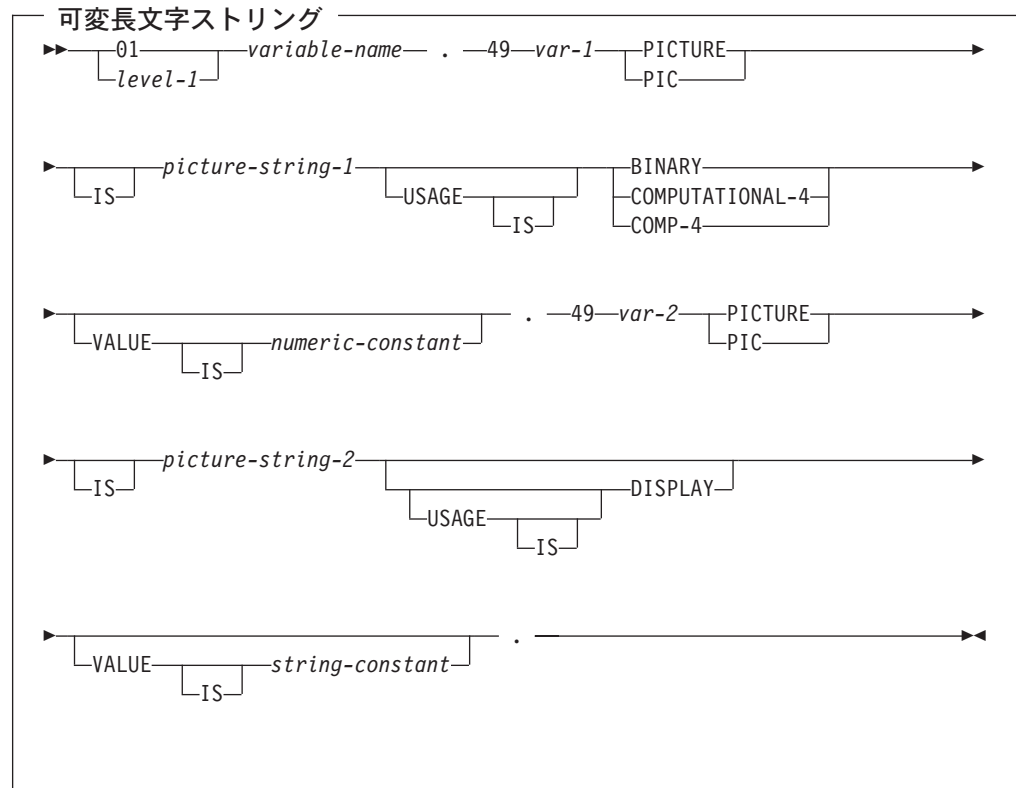 可変長文字ストリング
01 variable-name . 49 var-1 PICTURE
level-1 PIC
picture-string-1 BINARY
IS USAGE COMPUTATIONAL-4
IS COMP-4
. 49 var-2 PICTURE
VALUE numeric-constant PIC
IS
picture-string-2
IS DISPLAY
USAGE
IS
.
VALUE string-constant
IS